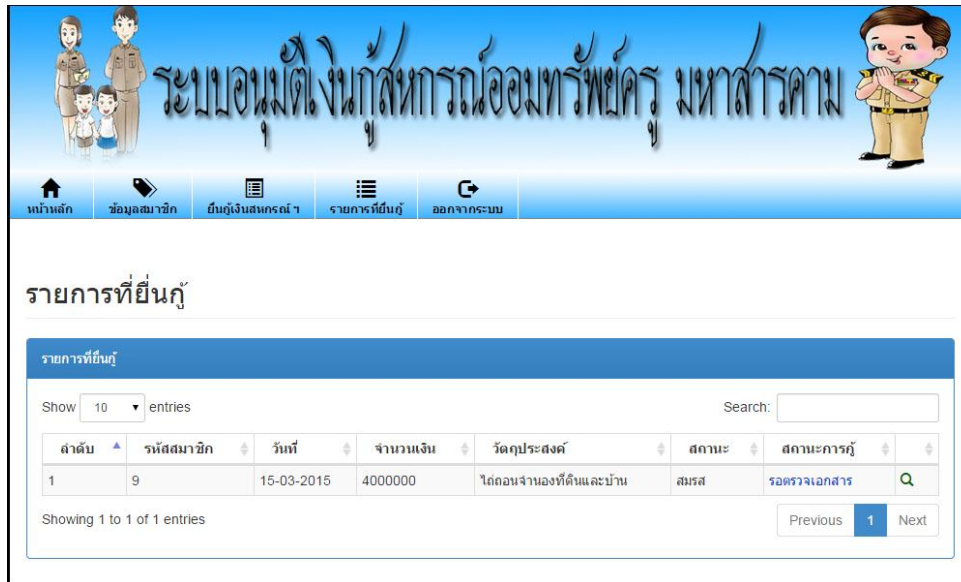 ระบบอนุมัติเงินกู้สหกรณ์ออมทรัพย์ครู มหาสารคาม
หน้าหลัก ข้อมูลสมาชิก ยื่นกู้เงินสหกรณ์ ฯ รายการที่ยื่นกู้ ออกจากระบบ
รายการที่ยื่นกู้
รายการที่ยื่นกู้
Show 10 entries Search:
ลำดับ รหัสสมาชิก วันที่ จำนวนเงิน วัตถุประสงค์ สถานะ สถานะการกู้
1 9 15-03-2015 4000000 ไถ่ถอนจำนองที่ดินและบ้าน สมรส รอตรวจเอกสาร
Showing 1 to 1 of 1 entries Previous 1 Next